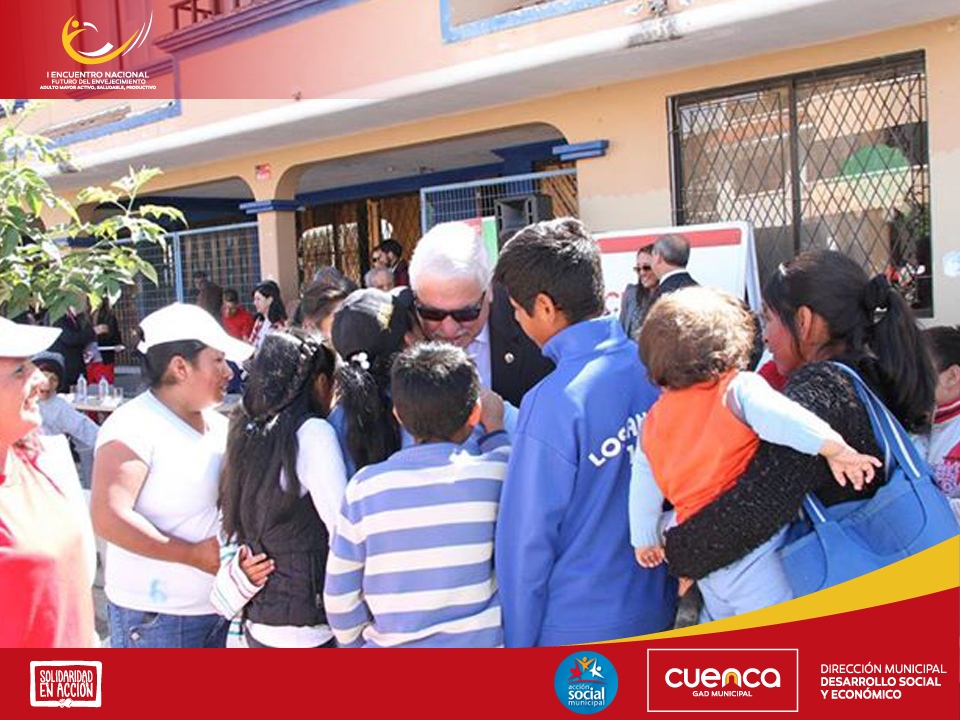 I ENCUENTRO NACIONAL
FUTURO DEL ENVEJECIMIENTO
ADULTO MAYOR ACTIVO, SALUDABLE, PRODUCTIVO
SOLIDARIDAD
EN ACCIÓN
acción
social
municipal
CUENCA
GAD MUNICIPAL
DIRECCIÓN MUNICIPAL
DESARROLLO SOCIAL
Y ECONÓMICO